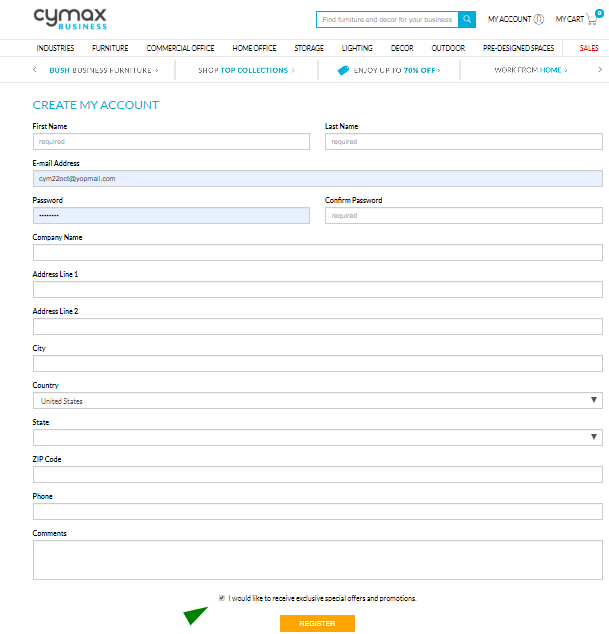 cymax
BUSINESS
Find furniture and decor for your business
MY ACCOUNT
MY CART
0
INDUSTRIES FURNITURE COMMERCIAL OFFICE HOME OFFICE STORAGE LIGHTING DECOR OUTDOOR PRE-DESIGNED SPACES SALES
< BUSH BUSINESS FURNITURE > SHOP TOP COLLECTIONS > ENJOY UP TO 70% OFF > WORK FROM HOME > >
CREATE MY ACCOUNT
First Name Last Name
required required
E-mail Address
cym22oct@yopmail.com
Password Confirm Password
•••••••• required
Company Name
Address Line 1
Address Line 2
City
Country
United States
State
ZIP Code
Phone
Comments
I would like to receive exclusive special offers and promotions.
REGISTER